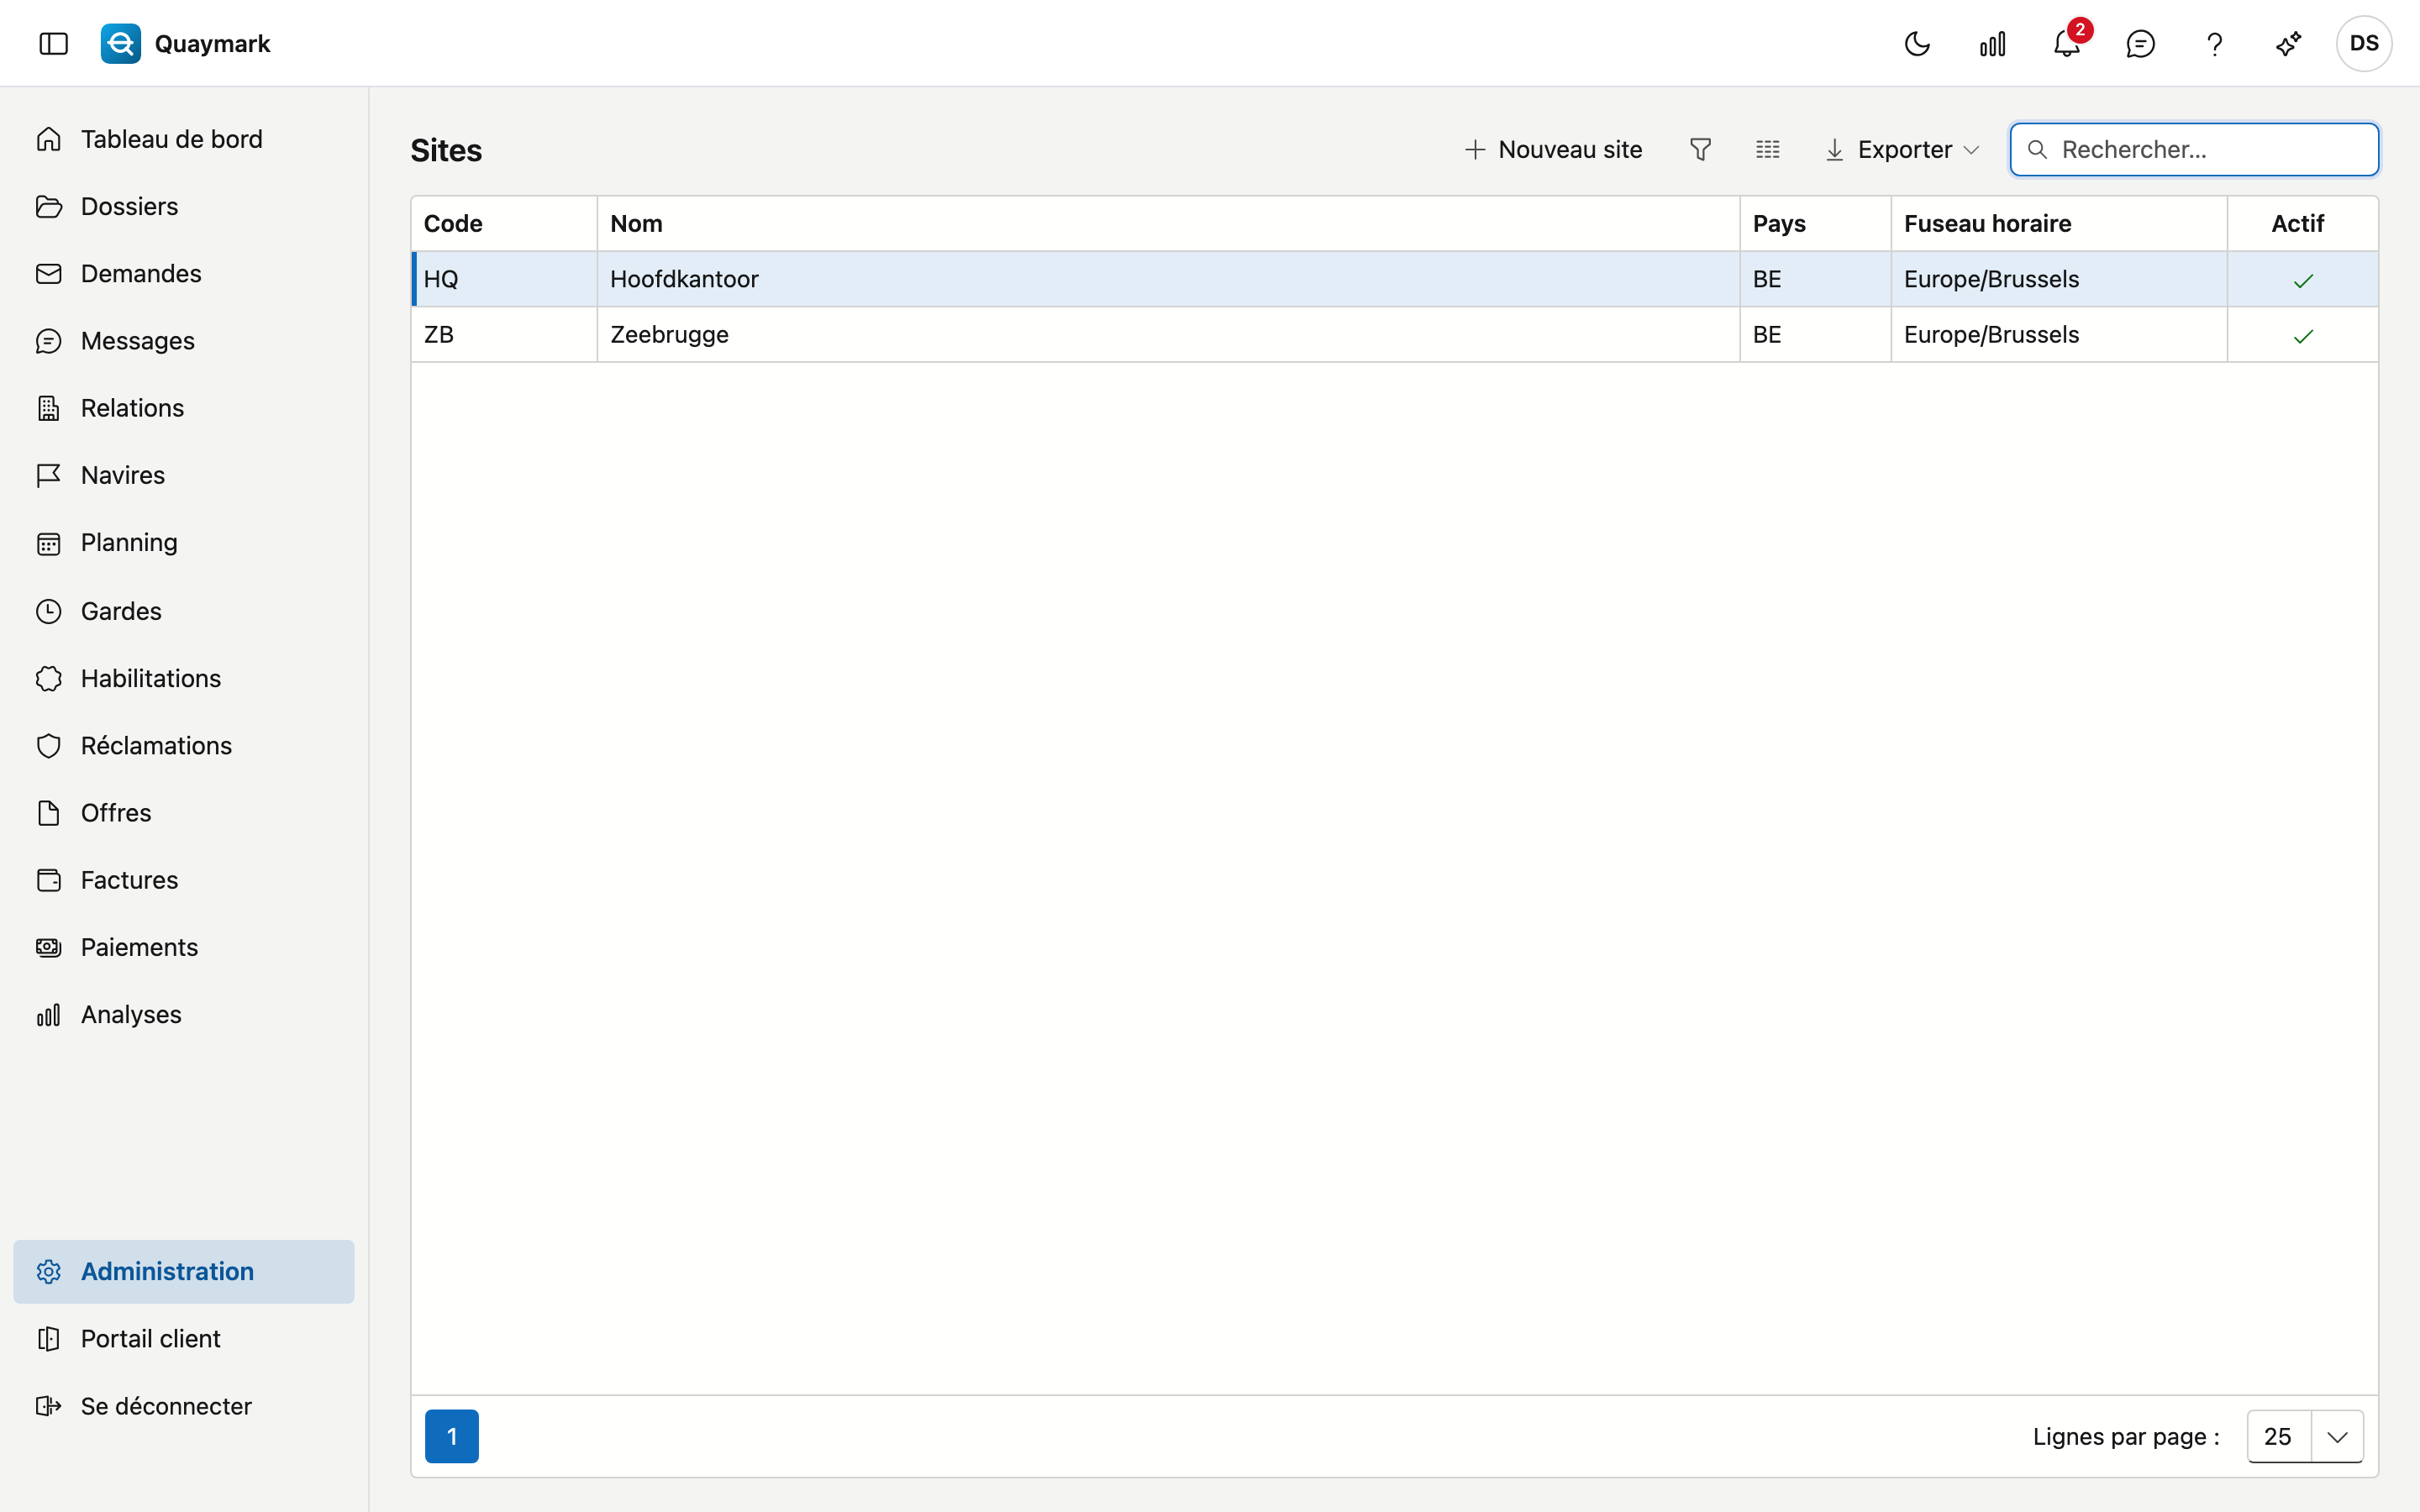 Quaymark
2
DS
Tableau de bord
Dossiers
Demandes
Messages
Relations
Navires
Planning
Gardes
Habilitations
Réclamations
Offres
Factures
Paiements
Analyses
Administration
Portail client
Se déconnecter
Sites
Nouveau site
Exporter
Rechercher...
Code Nom Pays Fuseau horaire Actif
HQ Hoofdkantoor BE Europe/Brussels
ZB Zeebrugge BE Europe/Brussels
1
Lignes par page : 25